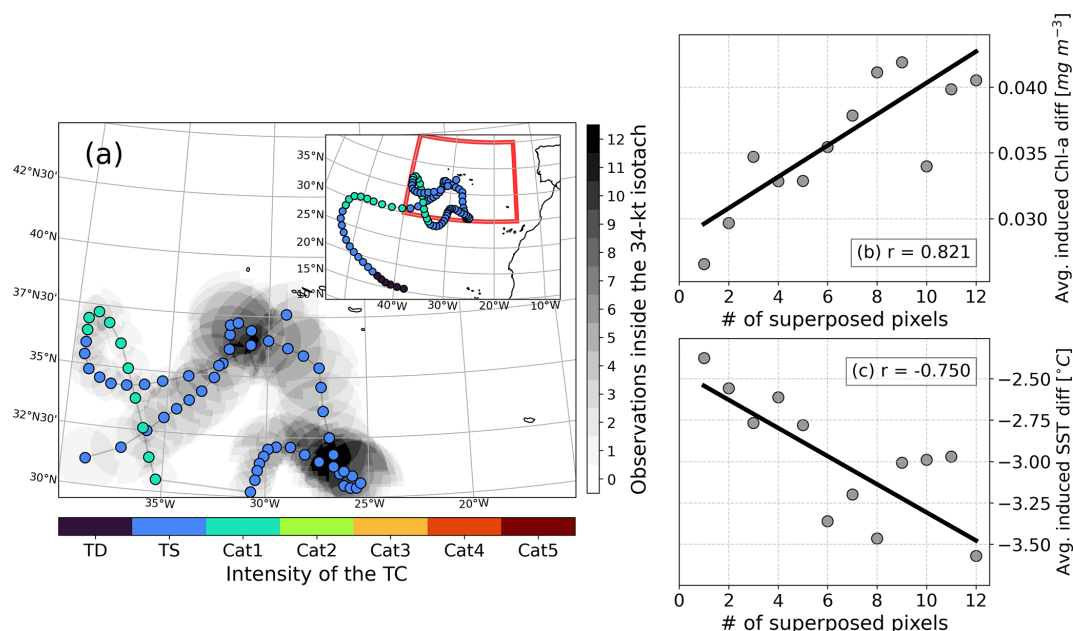 (a)
42°N30'
40°N
37°N30'
35°N
32°N30'
30°N
35°W
30°W
25°W
20°W
35°N
30°N
25°N
20°N
15°N
40°W
30°W
20°W
10°W
12
11
10
9
8
7
6
5
4
3
2
1
0
Observations inside the 34-kt isotach
TD TS Cat1 Cat2 Cat3 Cat4 Cat5
Intensity of the TC
(b) r = 0.821
0.040
0.035
0.030
Avg. induced Chl-a diff [mg m⁻³]
0 2 4 6 8 10 12
# of superposed pixels
(c) r = -0.750
−2.50
−2.75
−3.00
−3.25
−3.50
Avg. induced SST diff [°C]
0 2 4 6 8 10 12
# of superposed pixels